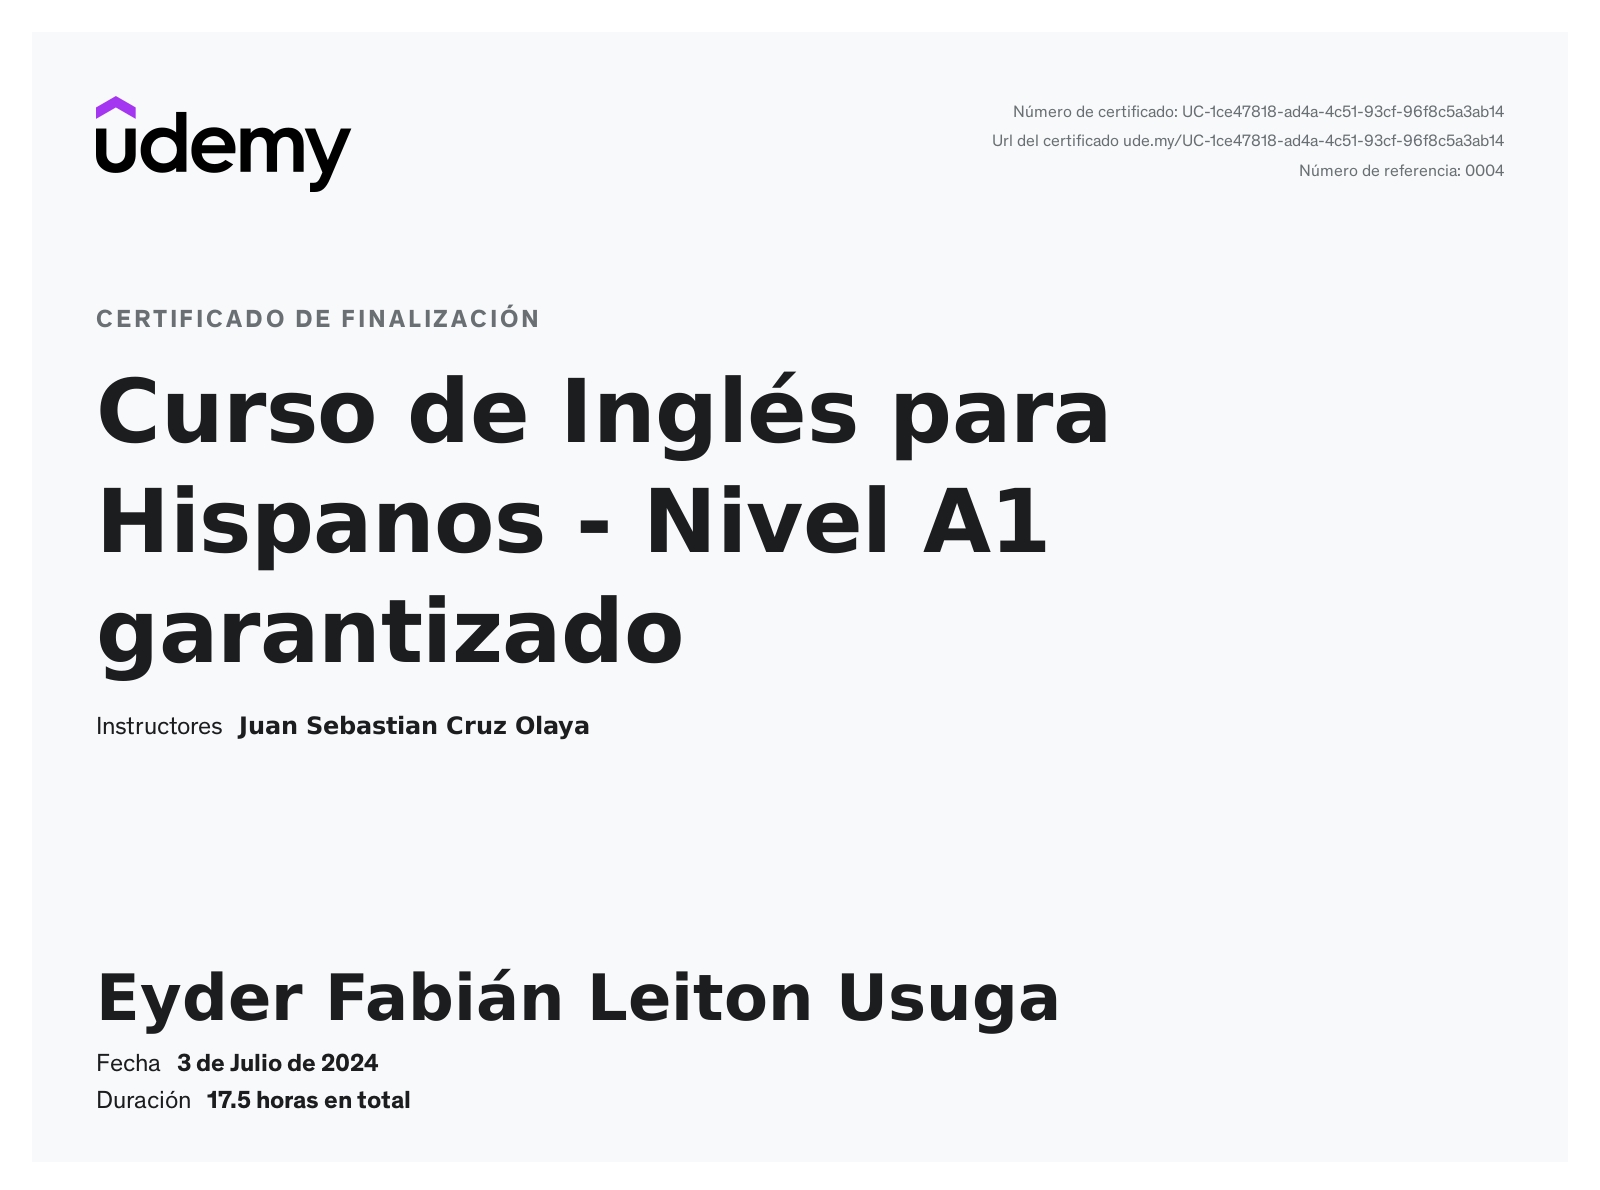 udemy
Número de certificado: UC-1ce47818-ad4a-4c51-93cf-96f8c5a3ab14
Url del certificado ude.my/UC-1ce47818-ad4a-4c51-93cf-96f8c5a3ab14
Número de referencia: 0004
CERTIFICADO DE FINALIZACIÓN
Curso de Inglés para
Hispanos - Nivel A1
garantizado
Instructores Juan Sebastian Cruz Olaya
Eyder Fabián Leiton Usuga
Fecha 3 de Julio de 2024
Duración 17.5 horas en total